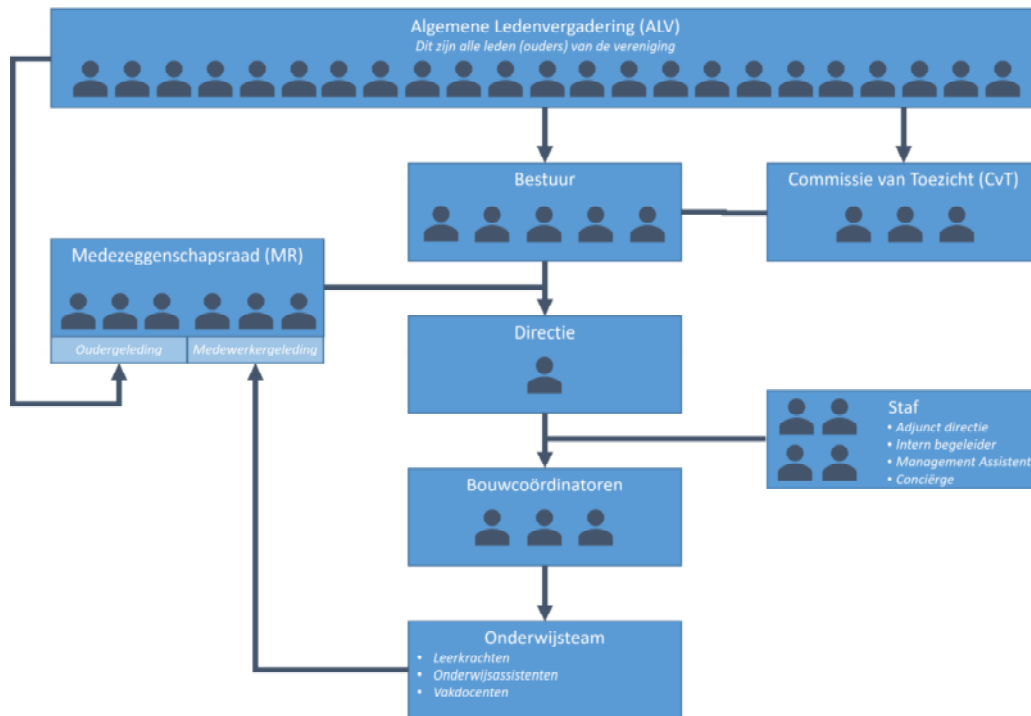 Algemene Ledenvergadering (ALV)
Dit zijn alle leden (ouders) van de vereniging
Bestuur
Commissie van Toezicht (CvT)
Medezeggenschapsraad (MR)
Oudergeleding
Medewerkergeleding
Directie
Staf
• Adjunct directie
• Intern begeleider
• Management Assistent
• Conciërge
Bouwcoördinatoren
Onderwijsteam
• Leerkrachten
• Onderwijsassistenten
• Vakdocenten